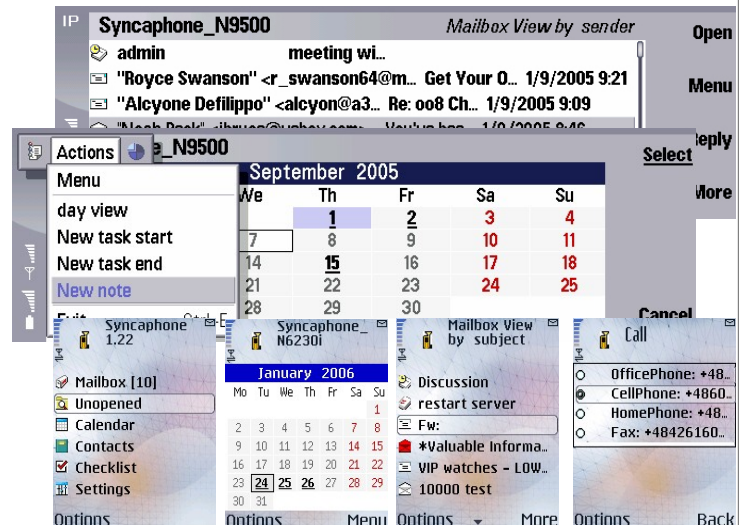 IP Syncaphone_N9500 Mailbox View by sender Open
admin meeting wi...
"Royce Swanson" <r_swanson64@m... Get Your O... 1/9/2005 9:21
Menu
"Alcyone Defilippo" <alcyon@a3... Re: oo8 Ch... 1/9/2005 9:09
Reply
More
Actions _N9500 Select
Menu
day view
New task start
New task end
New note
September 2005
We Th Fr Sa Su
1 2 3 4
7 8 9 10 11
14 15 16 17 18
21 22 23 24 25
28 29 30
Cancel
Syncaphone
1.22
Mailbox [10]
Unopened
Calendar
Contacts
Checklist
Settings
Options
Syncaphone_
N6230i
January 2006
Mo Tu We Th Fr Sa Su
1
2 3 4 5 6 7 8
9 10 11 12 13 14 15
16 17 18 19 20 21 22
23 24 25 26 27 28 29
30 31
Options Menu
Mailbox View
by subject
Discussion
restart server
Fw:
*Valuable Informa...
VIP watches - LOW...
10000 test
Options More
Call
OfficePhone: +48...
CellPhone: +4860...
HomePhone: +48...
Fax: +48426160...
Options Back